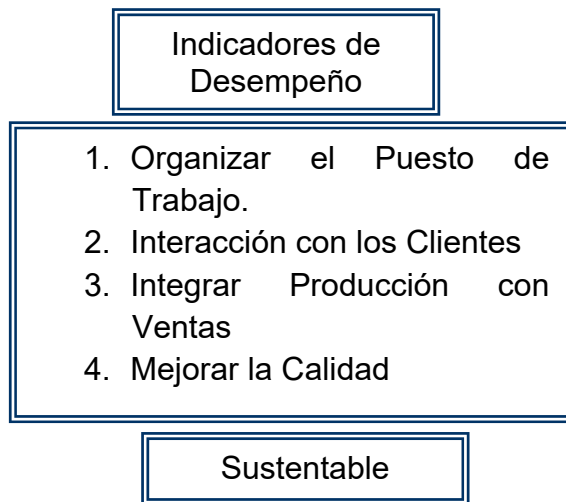 Indicadores de
Desempeño
1. Organizar el Puesto de
Trabajo.
2. Interacción con los Clientes
3. Integrar Producción con
Ventas
4. Mejorar la Calidad
Sustentable